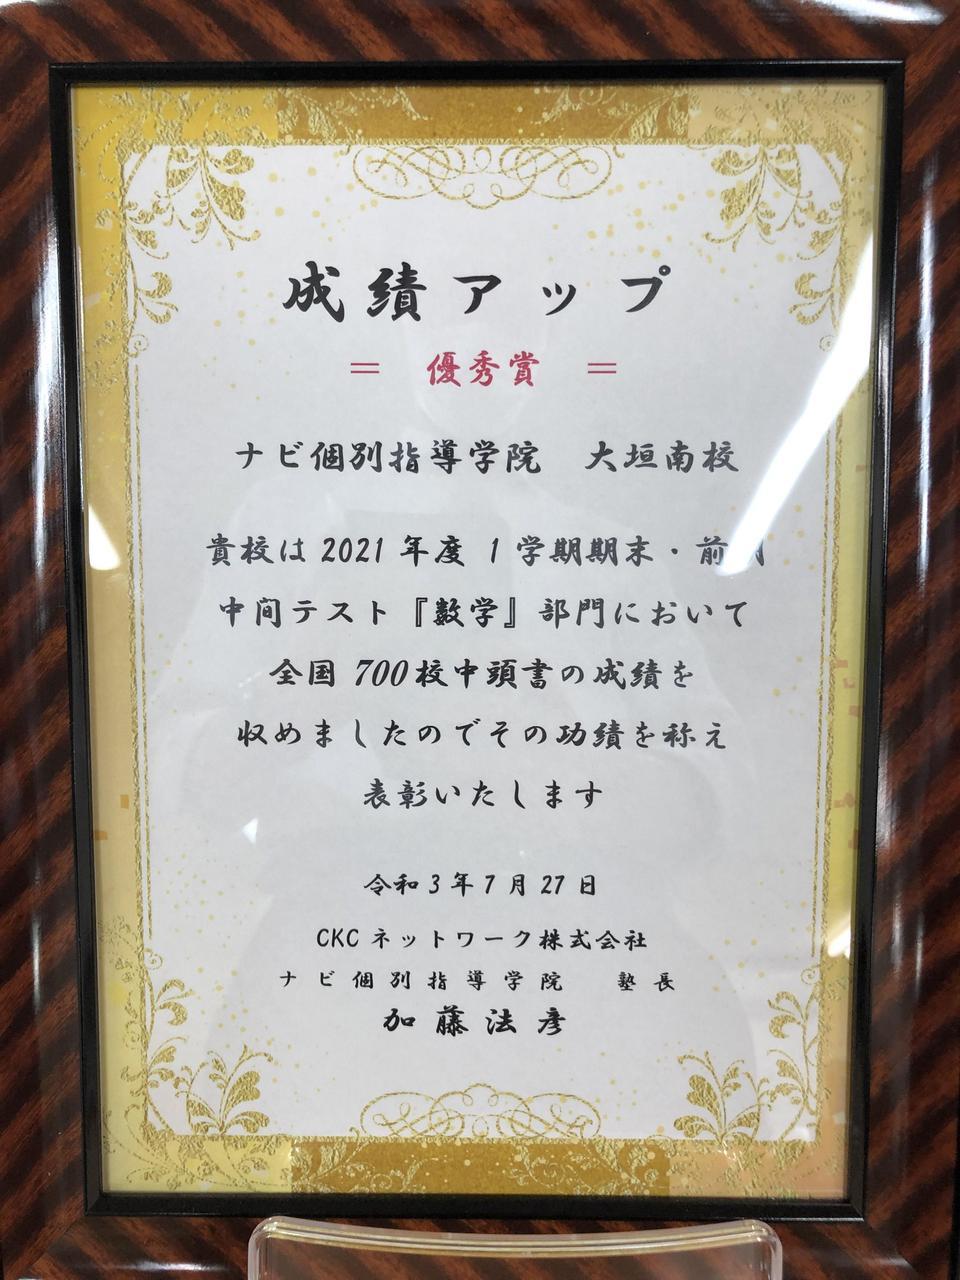 成績アップ
＝ 優秀賞 ＝
ナビ個別指導学院 大垣南校
貴校は2021年度 1学期期末・前期
中間テスト『数学』部門において
全国700校中頭書の成績を
収めましたのでその功績を称え
表彰いたします
令和3年7月27日
CKCネットワーク株式会社
ナビ個別指導学院 塾長
加藤法彦